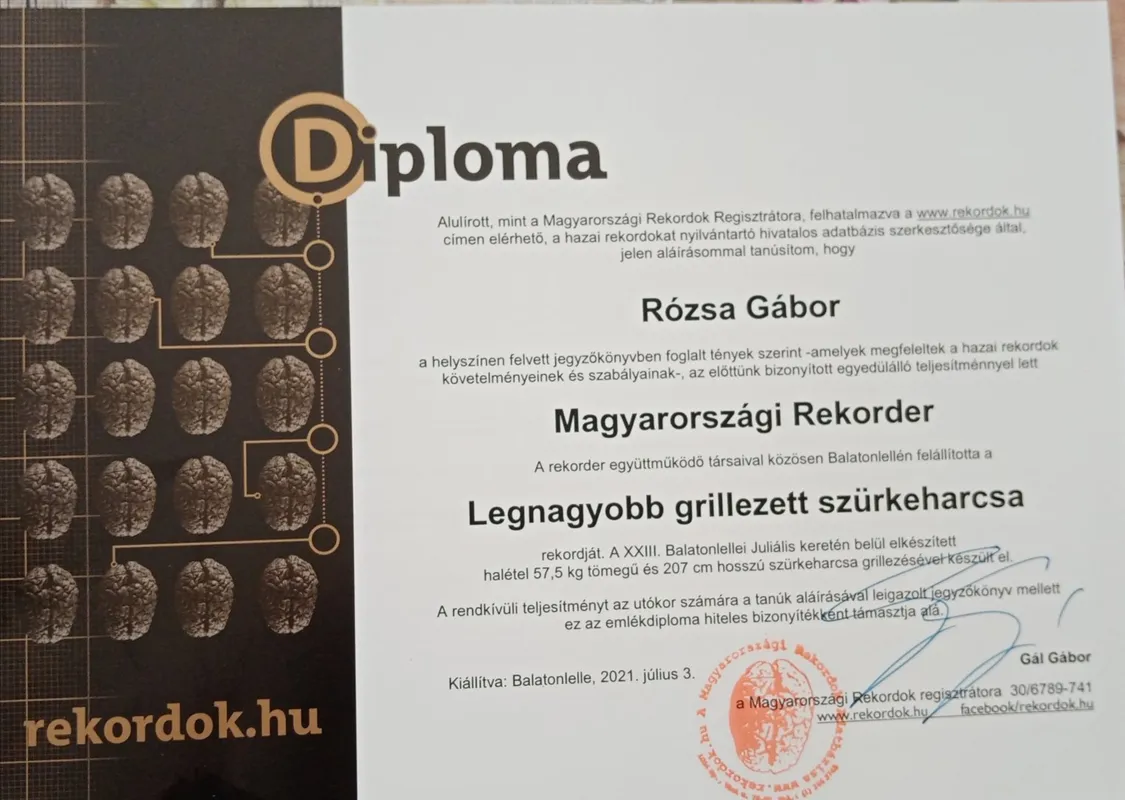 Diploma
Alulírott, mint a Magyarországi Rekordok Regisztrátora, felhatalmazva a www.rekordok.hu
címen elérhető, a hazai rekordokat nyilvántartó hivatalos adatbázis szerkesztősége által,
jelen aláírásommal tanúsítom, hogy
Rózsa Gábor
a helyszínen felvett jegyzőkönyvben foglalt tények szerint -amelyek megfeleltek a hazai rekordok
követelményeinek és szabályainak-, az előttünk bizonyított egyedülálló teljesítménnyel lett
Magyarországi Rekorder
A rekorder együttműködő társaival közösen Balatonlellén felállította a
Legnagyobb grillezett szürkeharcsa
rekordját. A XXIII. Balatonlellei Juliális keretén belül elkészített
halétel 57,5 kg tömegű és 207 cm hosszú szürkeharcsa grillezésével készült el.
A rendkívüli teljesítményt az utókor számára a tanúk aláírásával leigazolt jegyzőkönyv mellett
ez az emlékdiploma hiteles bizonyítékként támasztja alá.
Kiállítva: Balatonlelle, 2021. július 3.
Gál Gábor
a Magyarországi Rekordok regisztrátora 30/6789-741
www.rekordok.hu facebook/rekordok.hu
rekordok.hu
A Magyarországi Rekordok
www.rekordok.hu